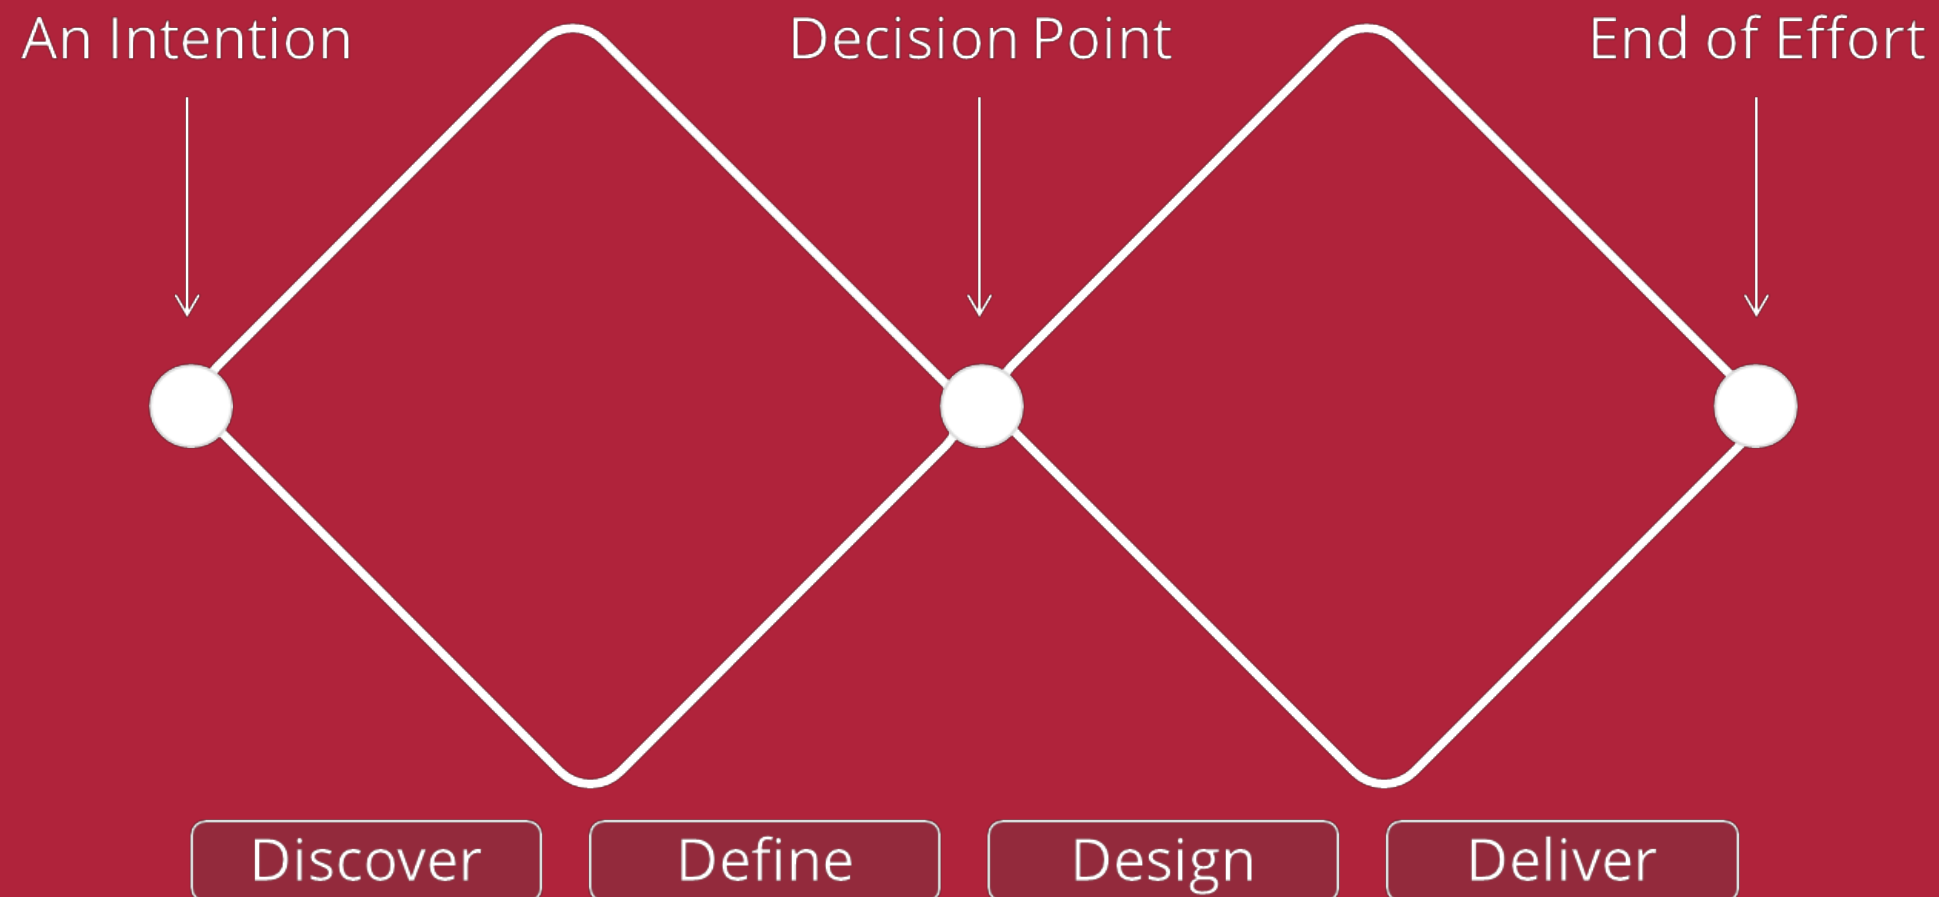 An Intention
Decision Point
End of Effort
Discover
Define
Design
Deliver